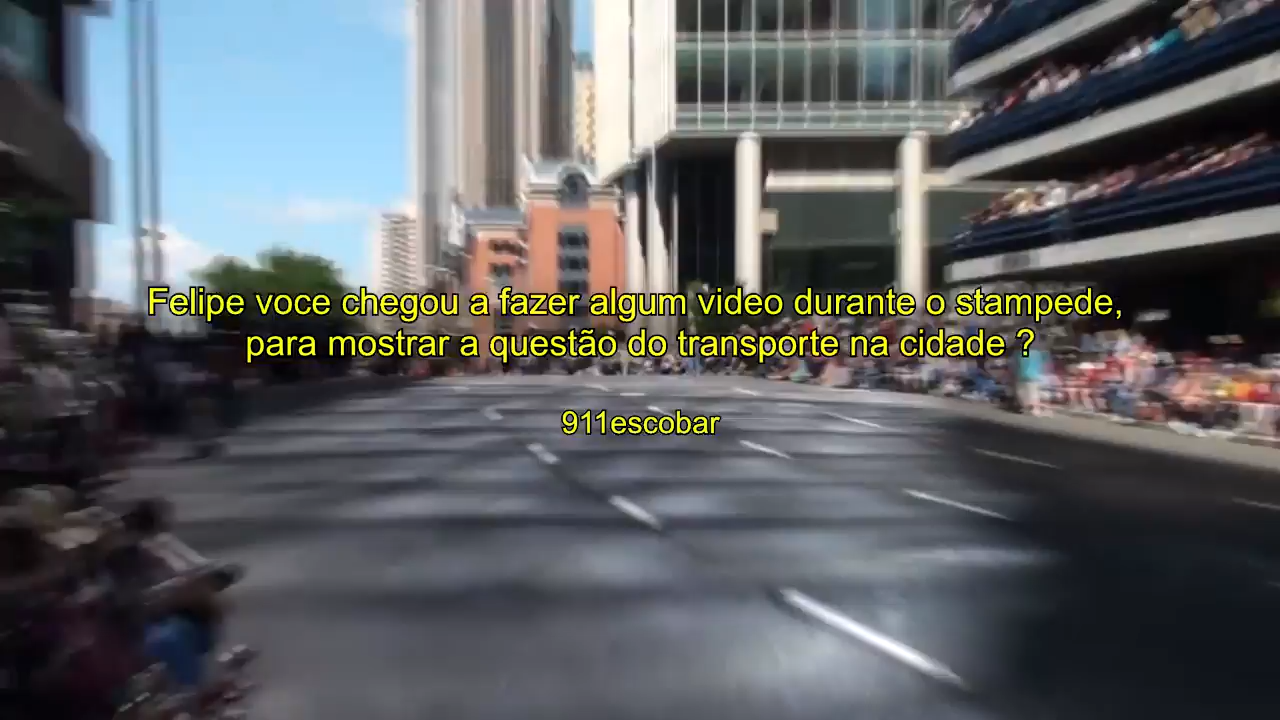 Felipe voce chegou a fazer algum video durante o stampede,
para mostrar a questão do transporte na cidade ?
911escobar